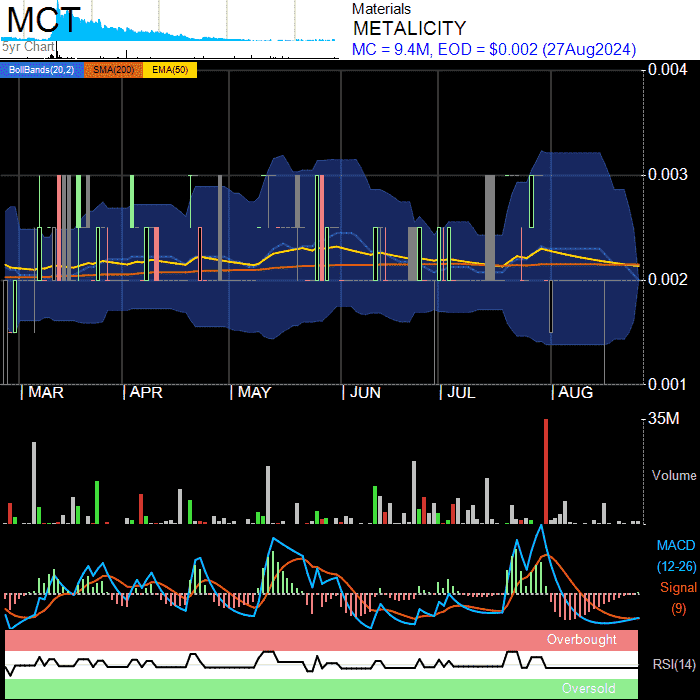 MCT
5yr Chart
Materials
METALICITY
MC = 9.4M, EOD = $0.002 (27Aug2024)
BollBands(20,2) SMA(200) EMA(50)
0.004
0.003
0.002
0.001
MAR APR MAY JUN JUL AUG
35M
Volume
MACD
(12-26)
Signal
(9)
Overbought
RSI(14)
Oversold